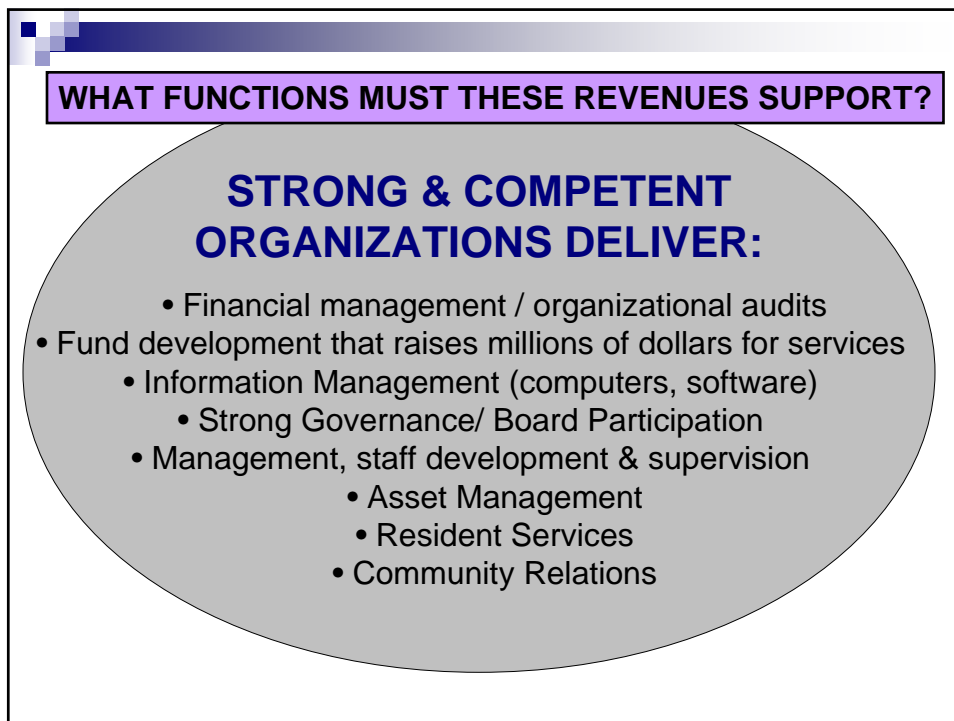 WHAT FUNCTIONS MUST THESE REVENUES SUPPORT?
STRONG & COMPETENT
ORGANIZATIONS DELIVER:
• Financial management / organizational audits
• Fund development that raises millions of dollars for services
• Information Management (computers, software)
• Strong Governance/ Board Participation
• Management, staff development & supervision
• Asset Management
• Resident Services
• Community Relations